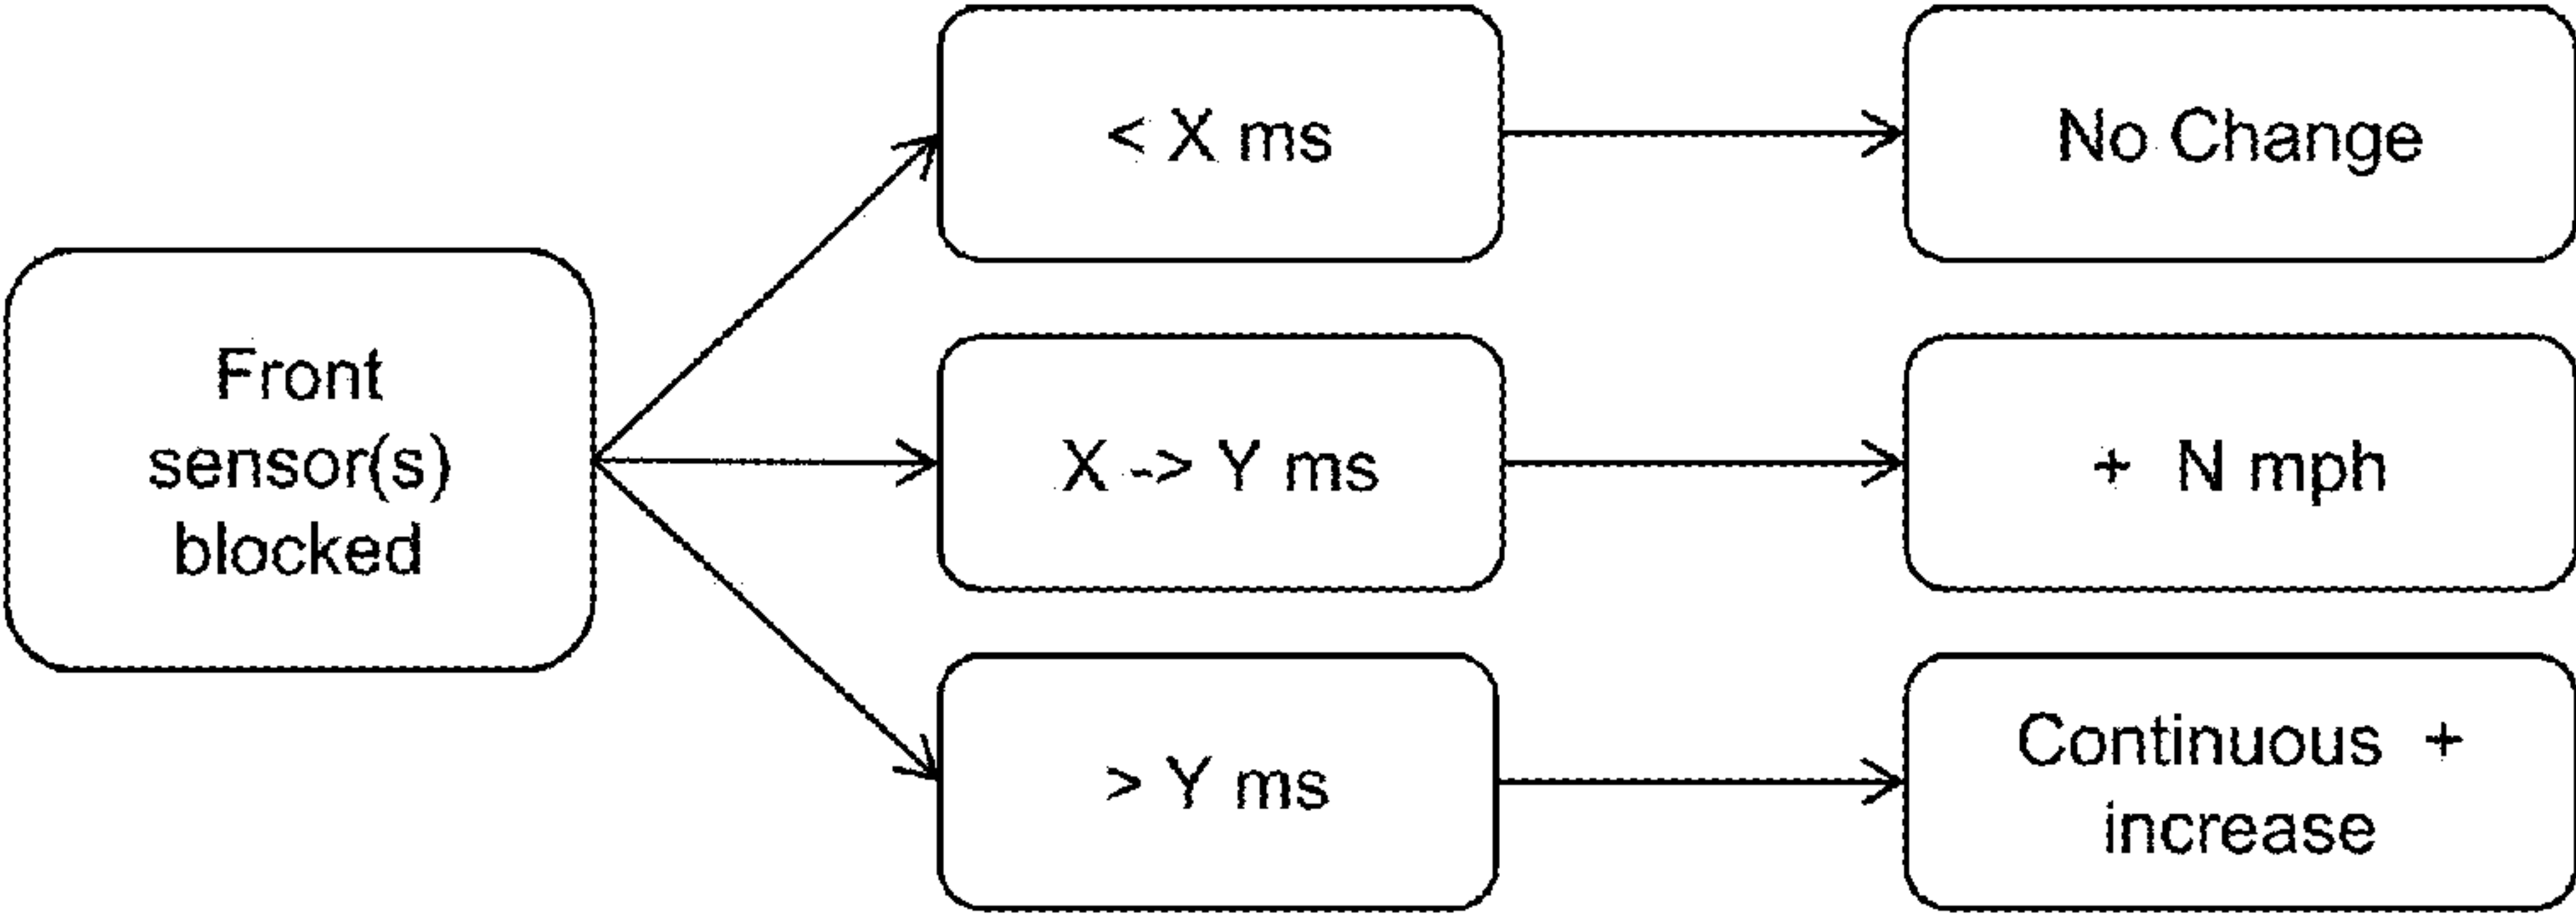 Front
sensor(s)
blocked
< X ms
No Change
X -> Y ms
+ N mph
> Y ms
Continuous +
increase